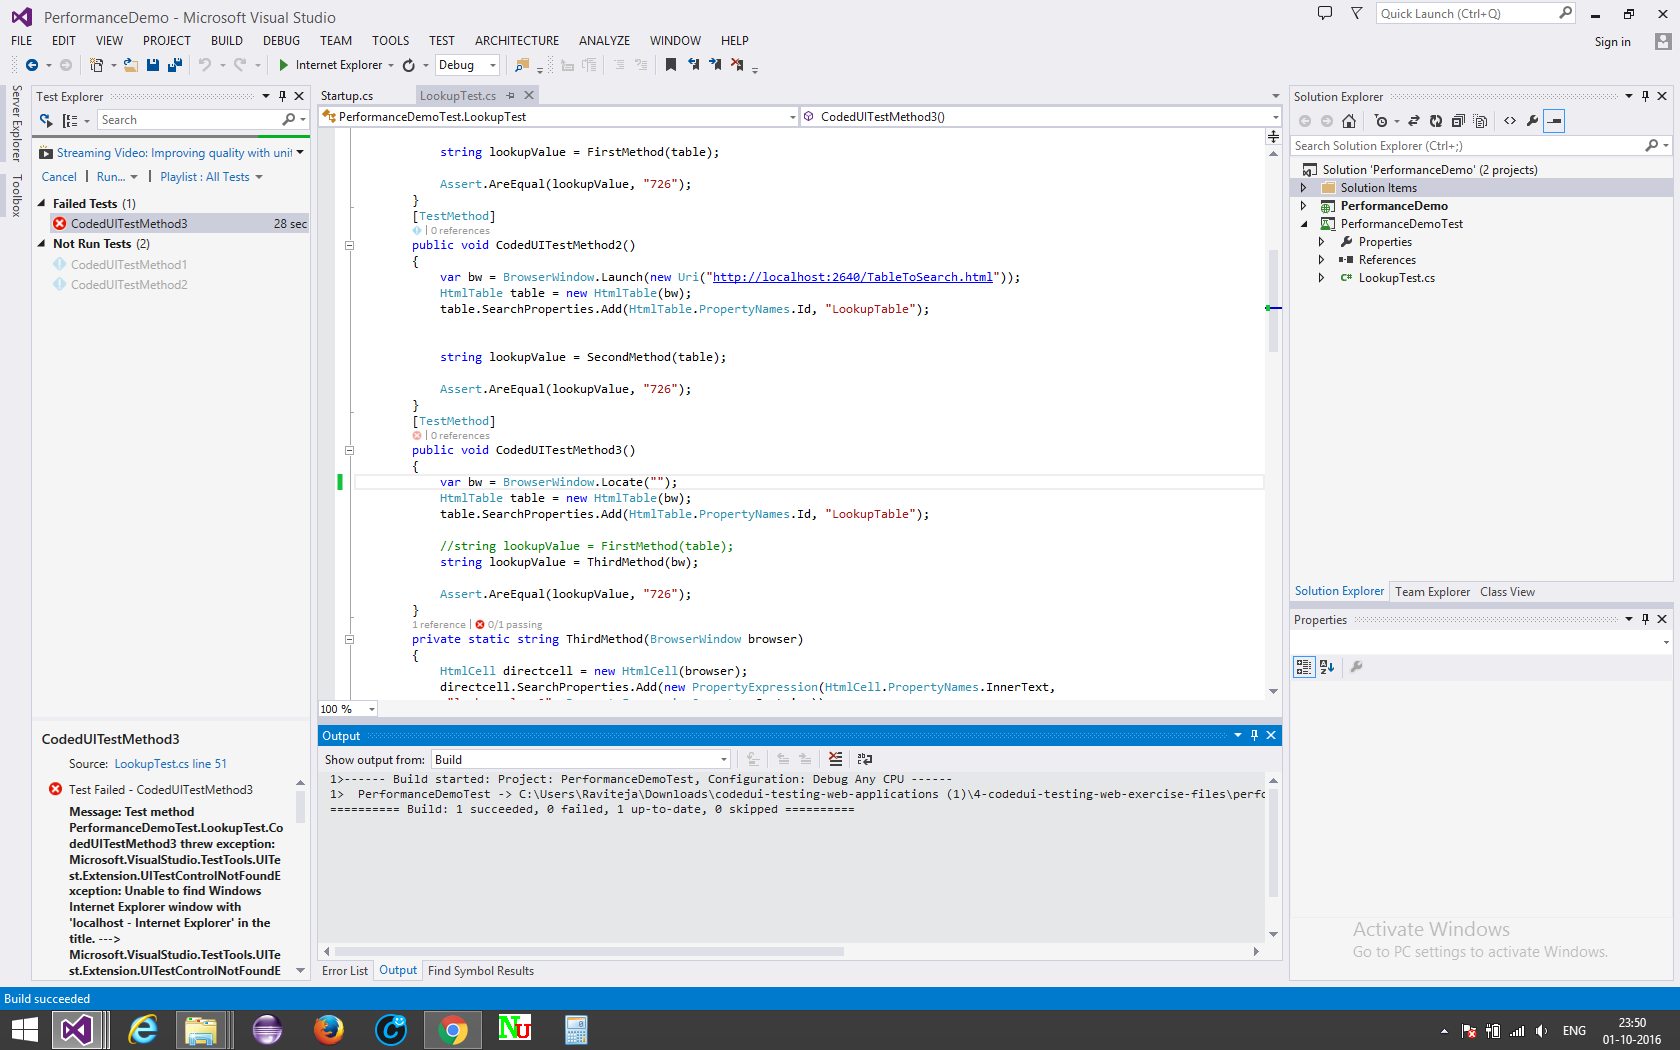 PerformanceDemo - Microsoft Visual Studio
Quick Launch (Ctrl+Q)
FILE EDIT VIEW PROJECT BUILD DEBUG TEAM TOOLS TEST ARCHITECTURE ANALYZE WINDOW HELP
Sign in
Internet Explorer
Debug
Server Explorer
Toolbox
Test Explorer
Search
Streaming Video: Improving quality with unit
Cancel | Run... | Playlist : All Tests
Failed Tests (1)
CodedUITestMethod3 28 sec
Not Run Tests (2)
CodedUITestMethod1
CodedUITestMethod2
CodedUITestMethod3
Source: LookupTest.cs line 51
Test Failed - CodedUITestMethod3
Message: Test method
PerformanceDemoTest.LookupTest.Co
dedUITestMethod3 threw exception:
Microsoft.VisualStudio.TestTools.UITe
st.Extension.UITestControlNotFoundE
xception: Unable to find Windows
Internet Explorer window with
'localhost - Internet Explorer' in the
title. --->
Microsoft.VisualStudio.TestTools.UITe
st.Extension.UITestControlNotFoundE
Startup.cs LookupTest.cs
PerformanceDemoTest.LookupTest
CodedUITestMethod3()
string lookupValue = FirstMethod(table);
Assert.AreEqual(lookupValue, "726");
}
[TestMethod]
| 0 references
public void CodedUITestMethod2()
{
var bw = BrowserWindow.Launch(new Uri("http://localhost:2640/TableToSearch.html"));
HtmlTable table = new HtmlTable(bw);
table.SearchProperties.Add(HtmlTable.PropertyNames.Id, "LookupTable");
string lookupValue = SecondMethod(table);
Assert.AreEqual(lookupValue, "726");
}
[TestMethod]
| 0 references
public void CodedUITestMethod3()
{
var bw = BrowserWindow.Locate("");
HtmlTable table = new HtmlTable(bw);
table.SearchProperties.Add(HtmlTable.PropertyNames.Id, "LookupTable");
//string lookupValue = FirstMethod(table);
string lookupValue = ThirdMethod(bw);
Assert.AreEqual(lookupValue, "726");
}
1 reference | 0/1 passing
private static string ThirdMethod(BrowserWindow browser)
{
HtmlCell directcell = new HtmlCell(browser);
directcell.SearchProperties.Add(new PropertyExpression(HtmlCell.PropertyNames.InnerText,
100 %
Output
Show output from: Build
1>------ Build started: Project: PerformanceDemoTest, Configuration: Debug Any CPU ------
1> PerformanceDemoTest -> C:\Users\Raviteja\Downloads\codedui-testing-web-applications (1)\4-codedui-testing-web-exercise-files\perfo
========== Build: 1 succeeded, 0 failed, 1 up-to-date, 0 skipped ==========
Error List Output Find Symbol Results
Solution Explorer
Search Solution Explorer (Ctrl+;)
Solution 'PerformanceDemo' (2 projects)
Solution Items
PerformanceDemo
PerformanceDemoTest
Properties
References
C# LookupTest.cs
Solution Explorer Team Explorer Class View
Properties
Activate Windows
Go to PC settings to activate Windows.
Build succeeded
NU
ENG
23:50
01-10-2016